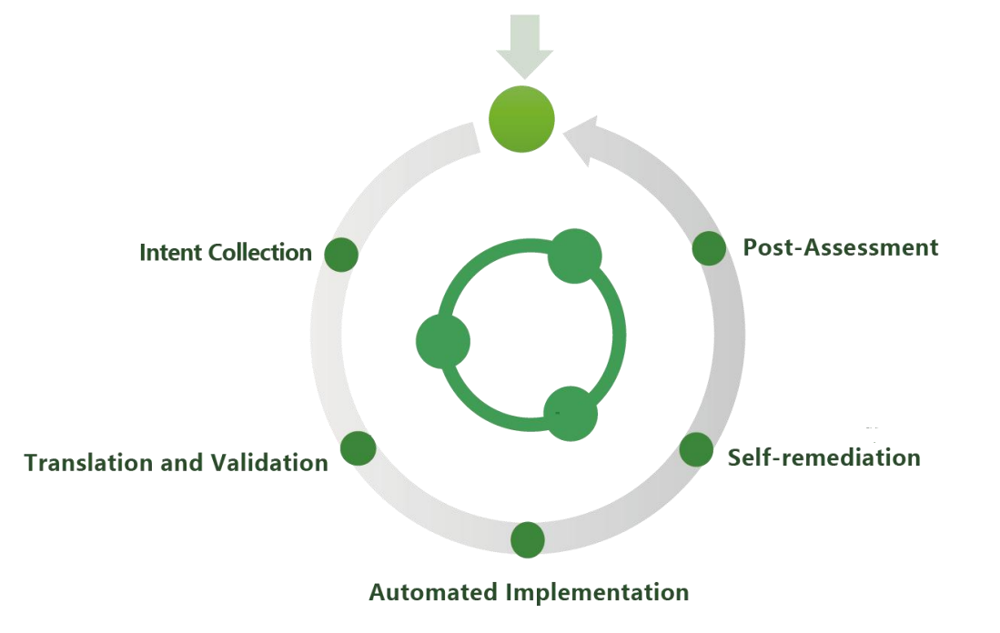 Intent Collection
Post-Assessment
Translation and Validation
Self-remediation
Automated Implementation